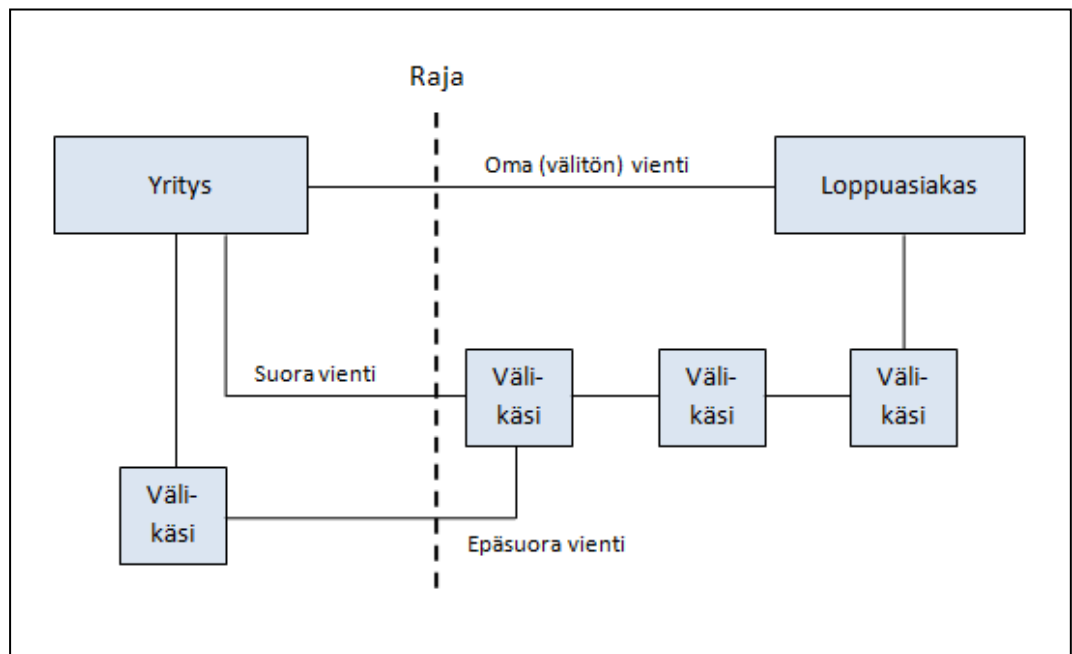 Raja
Oma (välitön) vienti
Yritys
Loppuasiakas
Suora vienti
Väli-
käsi
Väli-
käsi
Väli-
käsi
Väli-
käsi
Epäsuora vienti